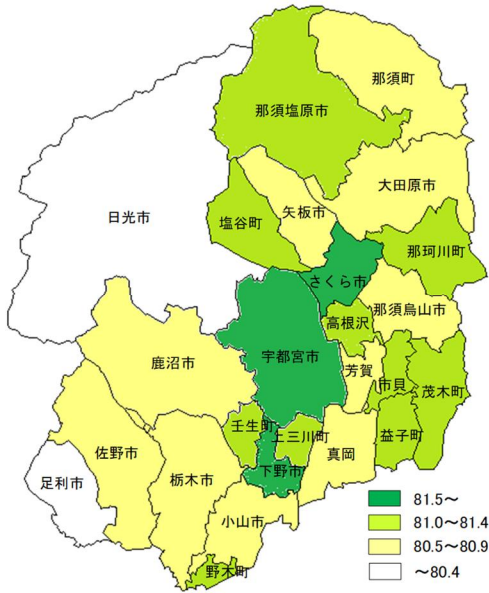 那須町
那須塩原市
大田原市
矢板市
塩谷町
日光市
那珂川町
さくら市
那須烏山市
高根沢
宇都宮市
鹿沼市
芳賀
市貝
茂木町
壬生町
上三川町
益子町
佐野市
真岡
下野市
栃木市
足利市
小山市
野木町
81.5~
81.0~81.4
80.5~80.9
~80.4